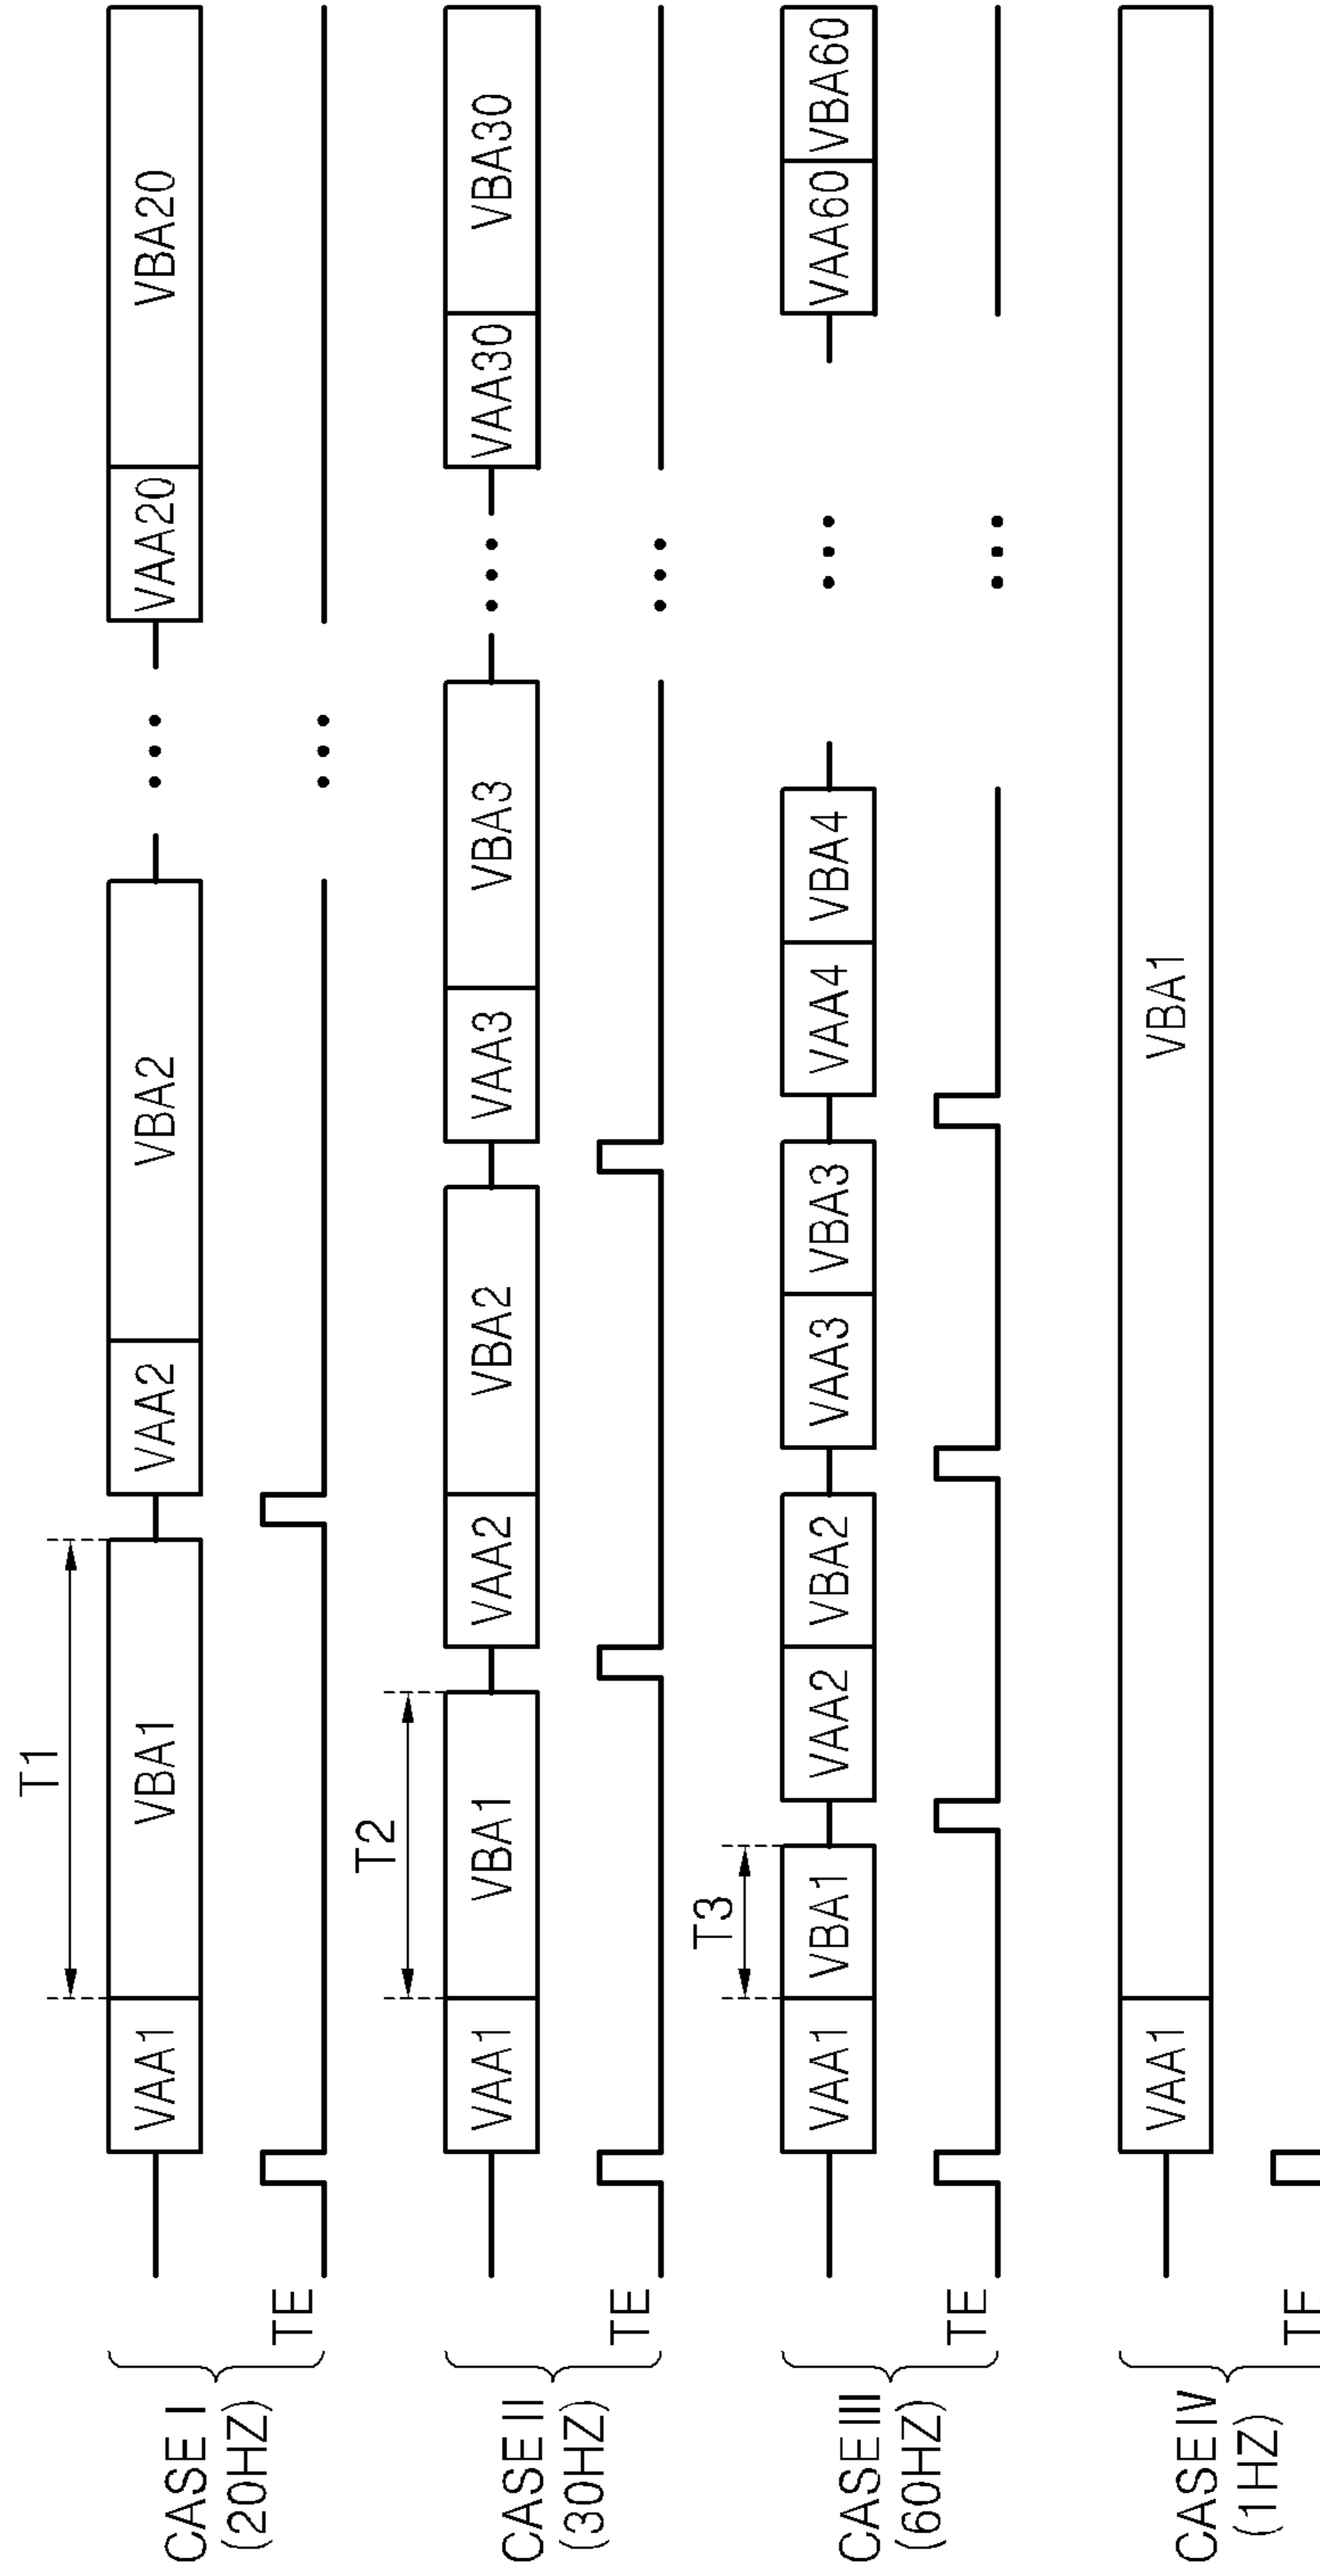 T1
VAA1 VBA1 VAA2 VBA2 ••• VAA20 VBA20
CASE I
(20HZ)
TE •••
T2
VAA1 VBA1 VAA2 VBA2 VAA3 VBA3 ••• VAA30 VBA30
CASE II
(30HZ)
TE •••
T3
VAA1 VBA1 VAA2 VBA2 VAA3 VBA3 VAA4 VBA4 ••• VAA60 VBA60
CASE III
(60HZ)
TE •••
VAA1 VBA1
CASE IV
(1HZ)
TE